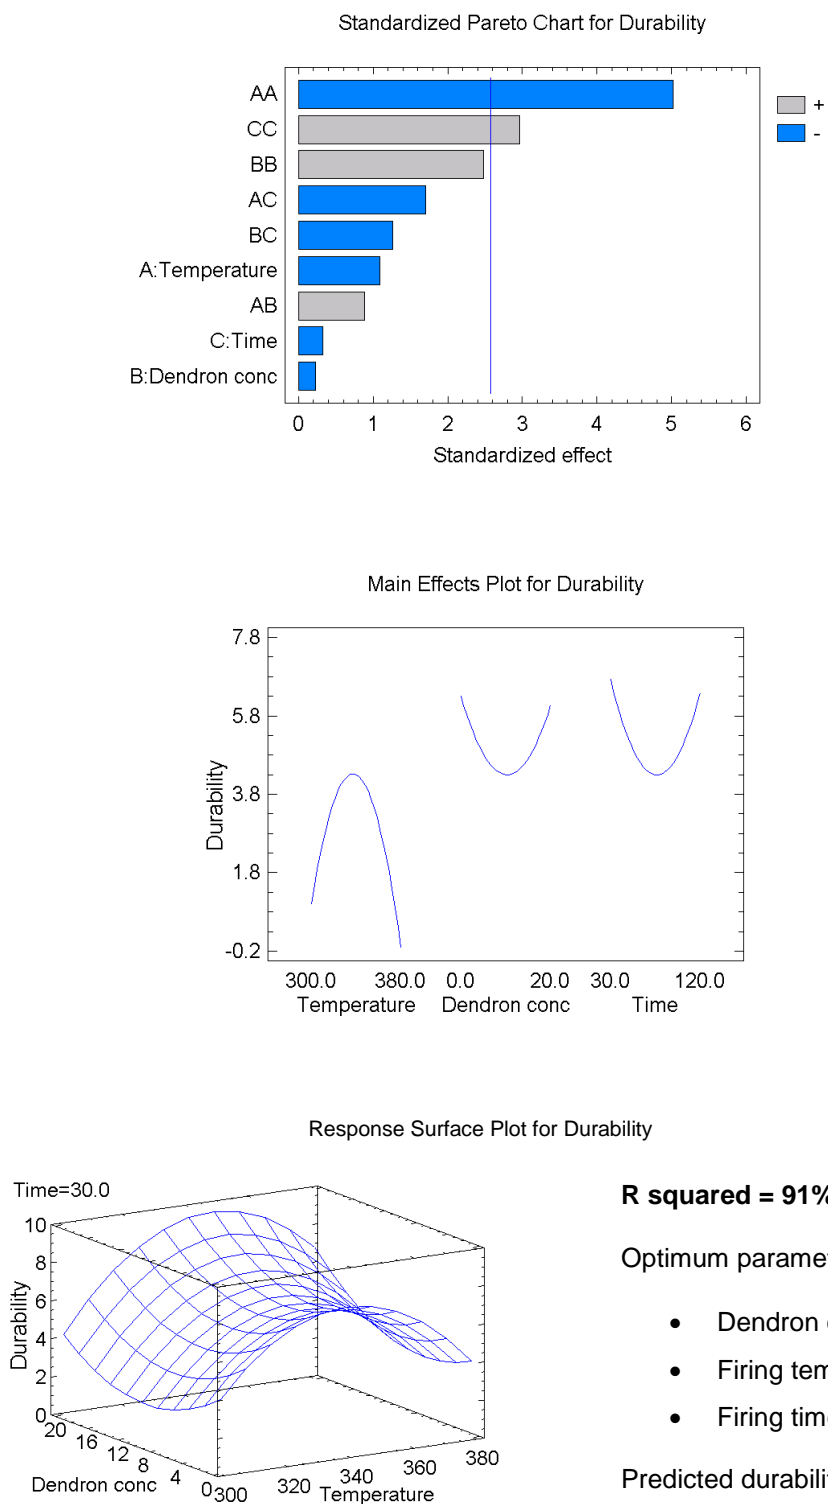 Standardized Pareto Chart for Durability
AA
CC
BB
AC
BC
A:Temperature
AB
C:Time
B:Dendron conc
+
-
0 1 2 3 4 5 6
Standardized effect
Main Effects Plot for Durability
7.8
5.8
3.8
1.8
-0.2
Durability
300.0 380.0 0.0 20.0 30.0 120.0
Temperature Dendron conc Time
Response Surface Plot for Durability
Time=30.0
10
8
6
4
2
0
Durability
20 16 12 8 4 0
Dendron conc
300 320 340 360 380
Temperature
R squared = 91%
Optimum
• Dendron
• Firing
• Firing
Predicted